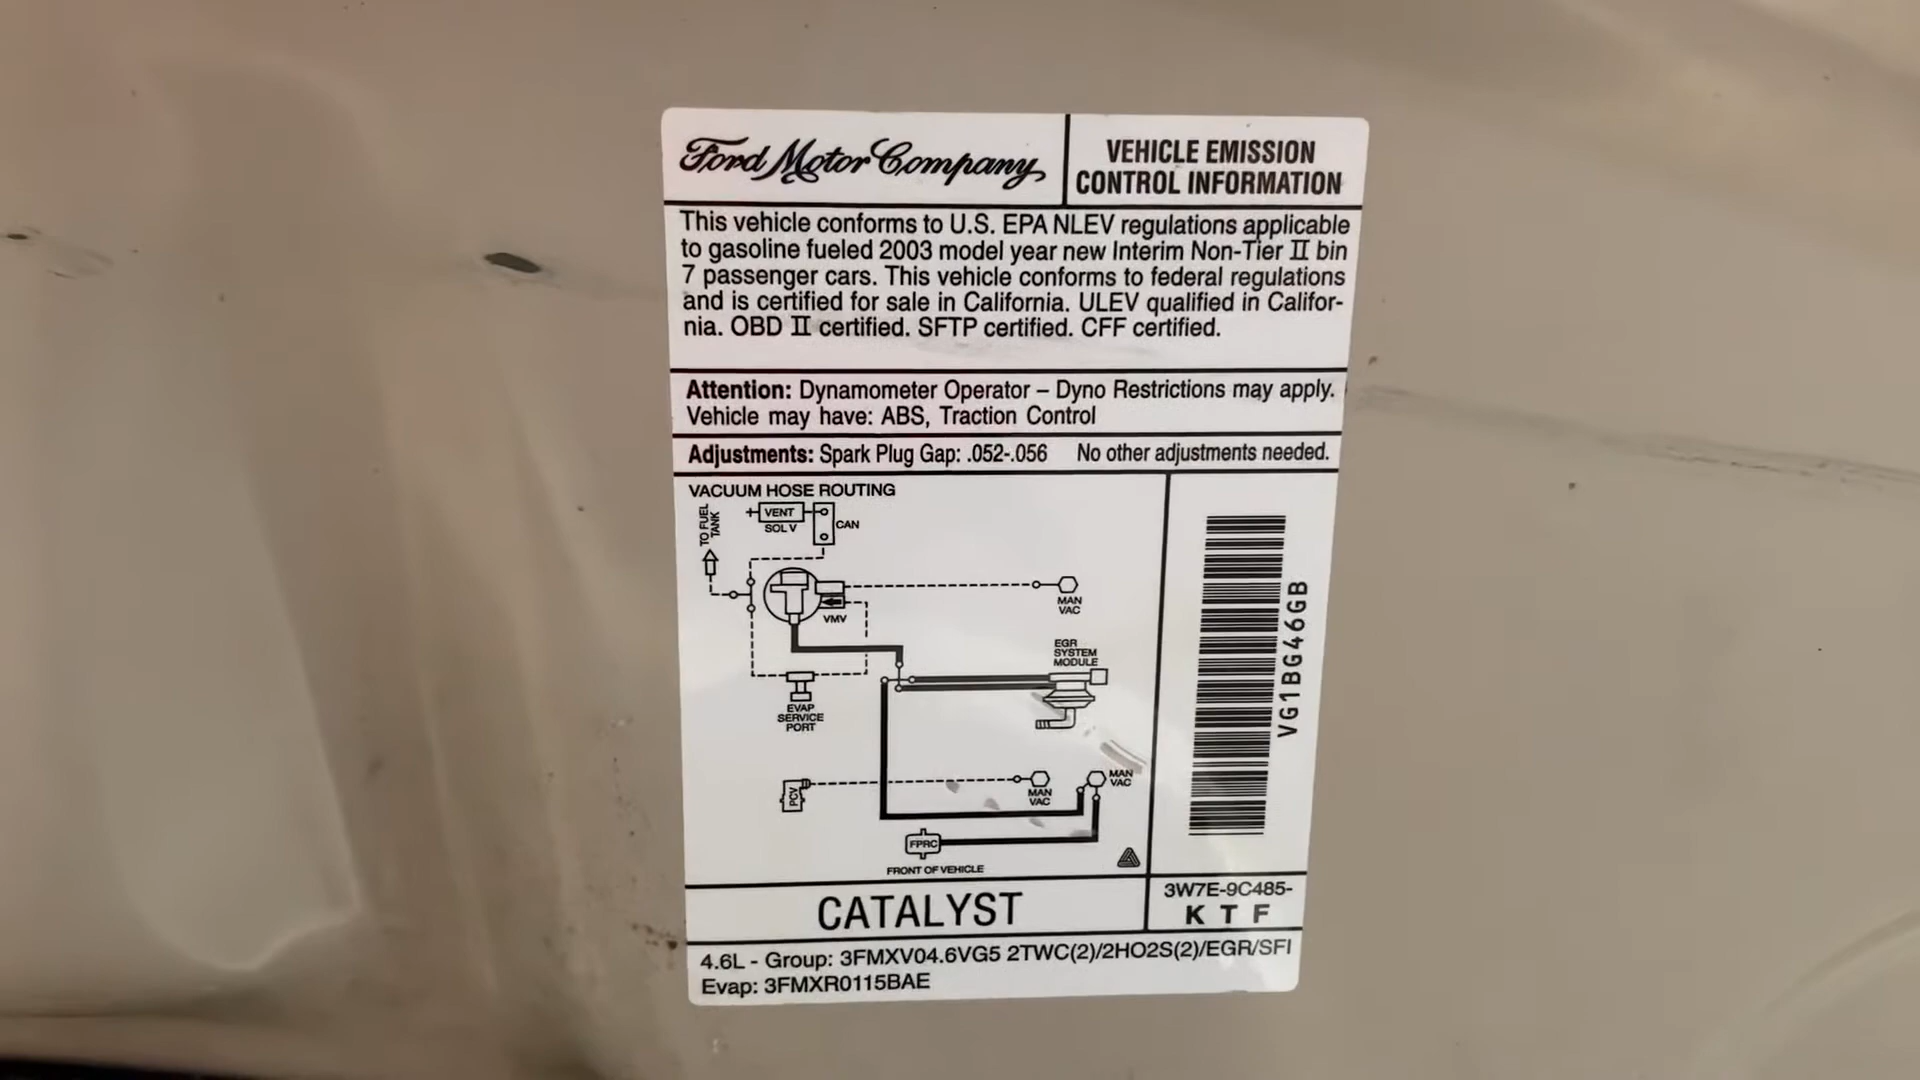 Ford Motor Company
VEHICLE EMISSION
CONTROL INFORMATION
This vehicle conforms to U.S. EPA NLEV regulations applicable
to gasoline fueled 2003 model year new Interim Non-Tier II bin
7 passenger cars. This vehicle conforms to federal regulations
and is certified for sale in California. ULEV qualified in Califor-
nia. OBD II certified. SFTP certified. CFF certified.
Attention: Dynamometer Operator – Dyno Restrictions may apply.
Vehicle may have: ABS, Traction Control
Adjustments: Spark Plug Gap: .052-.056 No other adjustments needed.
VACUUM HOSE ROUTING
TO FUEL
TANK
VENT
SOL V
CAN
MAN
VAC
VMV
EGR
SYSTEM
MODULE
EVAP
SERVICE
PORT
PCV
MAN
VAC
MAN
VAC
FPRC
FRONT OF VEHICLE
VG1BG46GB
CATALYST
3W7E-9C485-
K T F
4.6L - Group: 3FMXV04.6VG5 2TWC(2)/2HO2S(2)/EGR/SFI
Evap: 3FMXR0115BAE